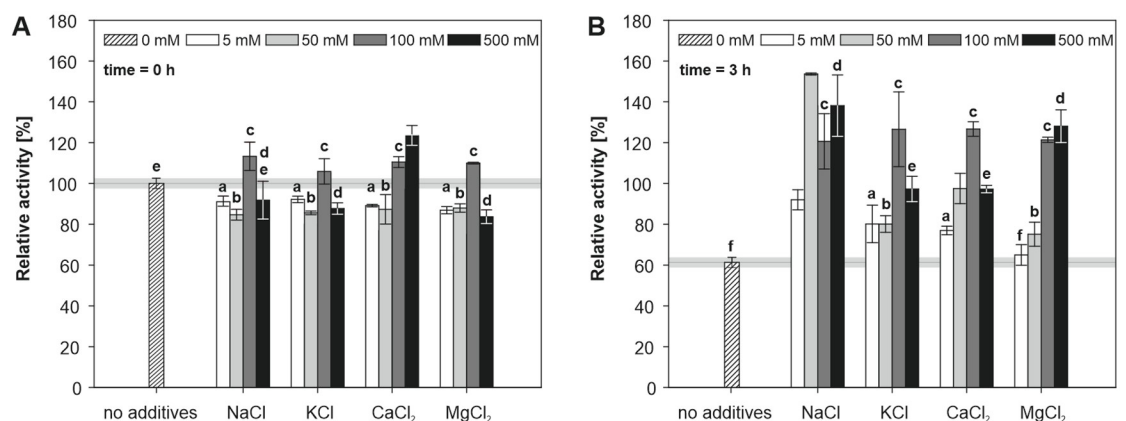 A
Relative activity [%]
180
160
140
120
100
80
60
40
20
0
0 mM 5 mM 50 mM 100 mM 500 mM
time = 0 h
e
a b c d e
a b c d
a b c
a b c d
no additives NaCl KCl CaCl₂ MgCl₂
B
Relative activity [%]
180
160
140
120
100
80
60
40
20
0
0 mM 5 mM 50 mM 100 mM 500 mM
time = 3 h
f
c d
a b c e
a c e
f b c d
no additives NaCl KCl CaCl₂ MgCl₂